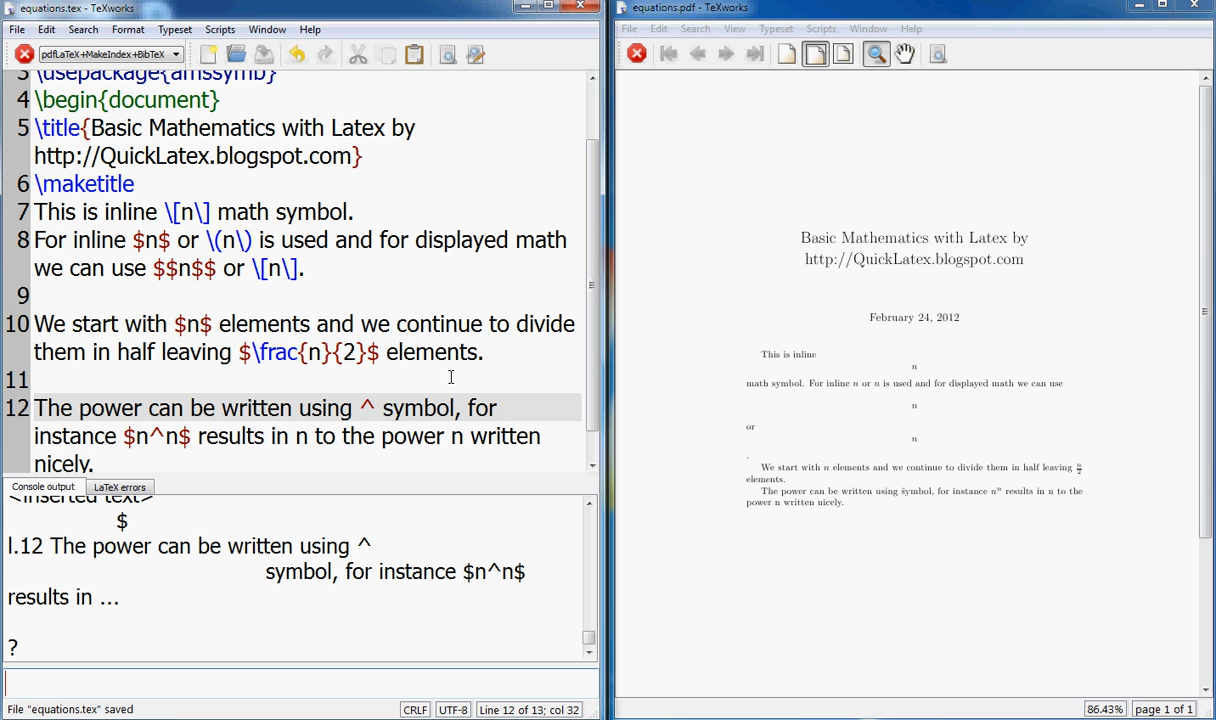 equations.tex - TeXworks
File Edit Search Format Typeset Scripts Window Help
pdfLaTeX+MakeIndex+BibTeX
3 \usepackage{amssymb}
4 \begin{document}
5 \title{Basic Mathematics with Latex by
http://QuickLatex.blogspot.com}
6 \maketitle
7 This is inline \[n\] math symbol.
8 For inline $n$ or \(n\) is used and for displayed math
we can use $$n$$ or \[n\].
9
10 We start with $n$ elements and we continue to divide
them in half leaving $\frac{n}{2}$ elements.
11
12 The power can be written using ^ symbol, for
instance $n^n$ results in n to the power n written
nicely.
Console output LaTeX errors
<inserted text>
$
l.12 The power can be written using ^
symbol, for instance $n^n$
results in ...
?
File "equations.tex" saved
CRLF UTF-8 Line 12 of 13; col 32
equations.pdf - TeXworks
File Edit Search View Typeset Scripts Window Help
Basic Mathematics with Latex by
http://QuickLatex.blogspot.com
February 24, 2012
This is inline
n
math symbol. For inline n or n is used and for displayed math we can use
n
or
n
.
We start with n elements and we continue to divide them in half leaving n/2
elements.
The power can be written using ŝymbol, for instance nⁿ results in n to the
power n written nicely.
86.43% page 1 of 1